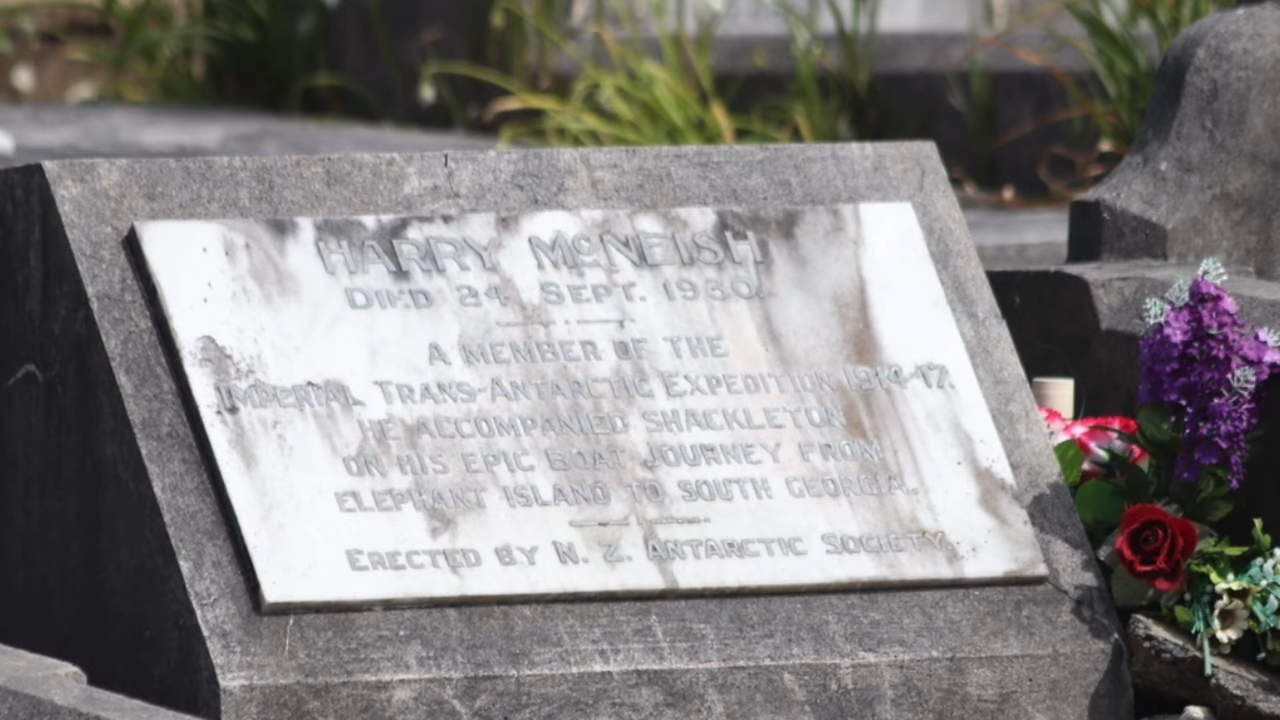 HARRY McNEISH
DIED 24 SEPT. 1930.
A MEMBER OF THE
IMPERIAL TRANS-ANTARCTIC EXPEDITION 1914-17.
HE ACCOMPANIED SHACKLETON
ON HIS EPIC BOAT JOURNEY FROM
ELEPHANT ISLAND TO SOUTH GEORGIA.
ERECTED BY N. Z. ANTARCTIC SOCIETY.